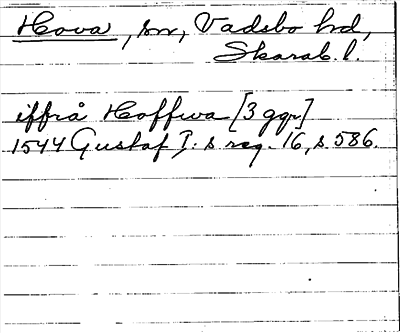 Hova, sn, Vadsbo hd,
Skarab. l.
iffrå Hoffwa [3 ggr]
1544 Gustaf I:s reg. 16, s. 586.